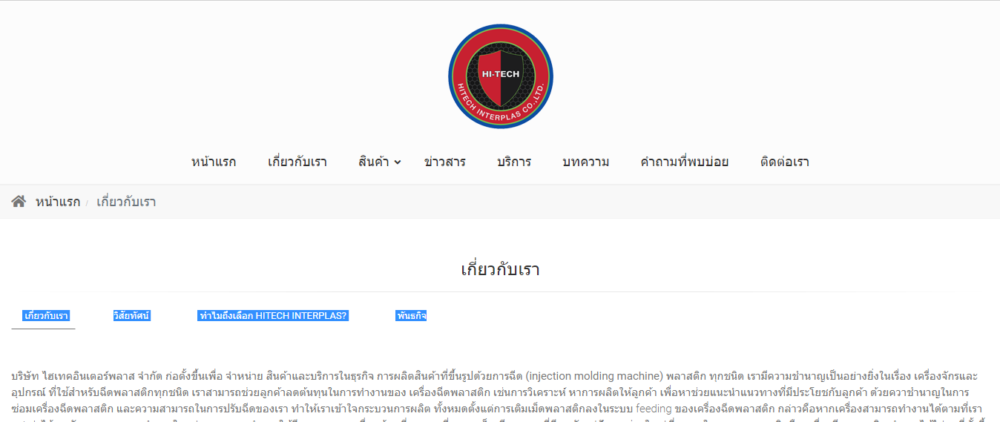 HI-TECH
HITECH INTERPLAS CO.,LTD.
หน้าแรก เกี่ยวกับเรา สินค้า ข่าวสาร บริการ บทความ คำถามที่พบบ่อย ติดต่อเรา
หน้าแรก / เกี่ยวกับเรา
เกี่ยวกับเรา
เกี่ยวกับเรา วิสัยทัศน์ ทำไมถึงเลือก HITECH INTERPLAS? พันธกิจ
บริษัท ไฮเทคอินเตอร์พลาส จำกัด ก่อตั้งขึ้นเพื่อ จำหน่าย สินค้าและบริการในธุรกิจ การผลิตสินค้าที่ขึ้นรูปด้วยการฉีด (injection molding machine) พลาสติก ทุกชนิด เรามีความชำนาญเป็นอย่างยิ่งในเรื่อง เครื่องจักรและ
อุปกรณ์ ที่ใช้สำหรับฉีดพลาสติกทุกชนิด เราสามารถช่วยลูกค้าลดต้นทุนในการทำงานของ เครื่องฉีดพลาสติก เช่นการวิเคราะห์ หาการผลิตให้ลูกค้า เพื่อหาช่วยแนะนำแนวทางที่มีประโยชกับลูกค้า ด้วยควาชำนาญในการ
ซ่อมเครื่องฉีดพลาสติก และความสามารถในการปรับฉีดของเรา ทำให้เราเข้าใจกระบวนการผลิต ทั้งหมดตั้งแต่การเติมเม็ดพลาสติกลงในระบบ feeding ของเครื่องฉีดพลาสติก กล่าวคือหากเครื่องสามารถทำงานได้ตามที่เรา